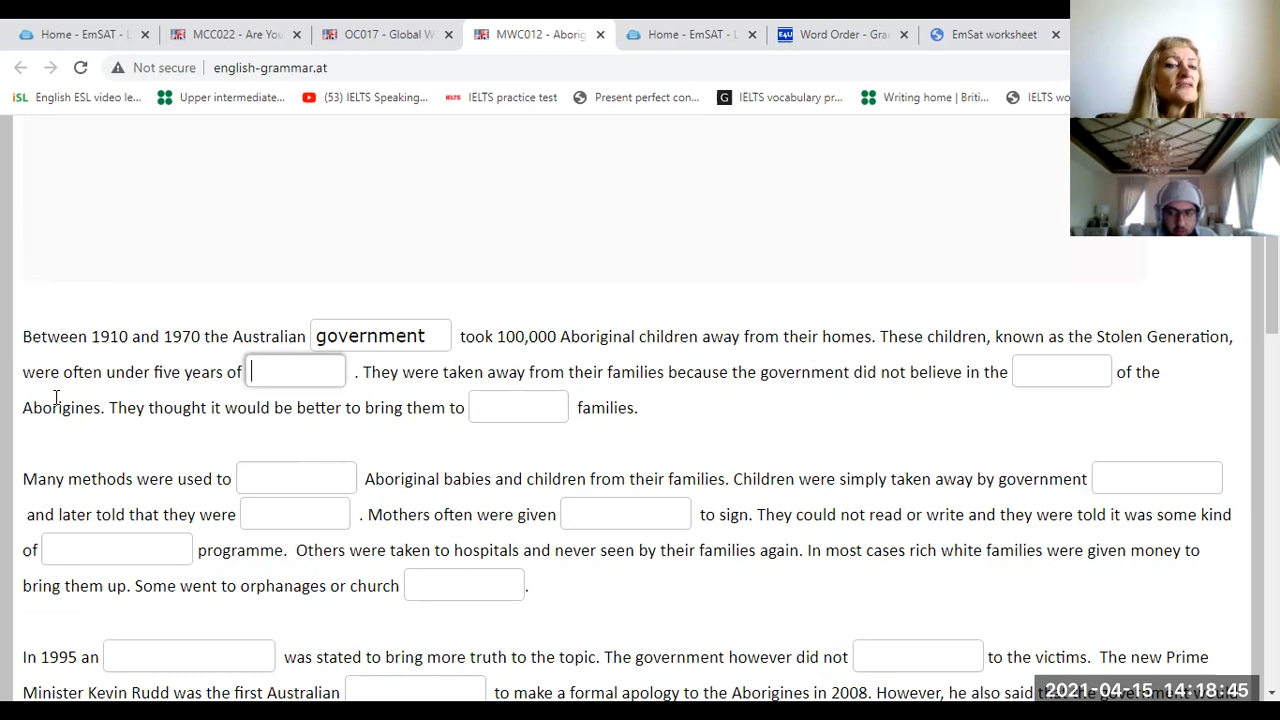 Home - EmSAT - L
MCC022 - Are You
OC017 - Global W
MWC012 - Aborig
Home - EmSAT - L
Word Order - Gra
EmSat worksheet
Not secure
english-grammar.at
iSL English ESL video le...
Upper intermediate...
(53) IELTS Speaking...
IELTS IELTS practice test
Present perfect con...
G IELTS vocabulary pr...
Writing home | Briti...
IELTS wo
Between 1910 and 1970 the Australian government took 100,000 Aboriginal children away from their homes. These children, known as the Stolen Generation,
were often under five years of . They were taken away from their families because the government did not believe in the of the
Aborigines. They thought it would be better to bring them to families.
Many methods were used to Aboriginal babies and children from their families. Children were simply taken away by government
and later told that they were . Mothers often were given to sign. They could not read or write and they were told it was some kind
of programme. Others were taken to hospitals and never seen by their families again. In most cases rich white families were given money to
bring them up. Some went to orphanages or church .
In 1995 an was stated to bring more truth to the topic. The government however did not to the victims. The new Prime
Minister Kevin Rudd was the first Australian to make a formal apology to the Aborigines in 2008. However, he also said that the government would
2021-04-15 14:18:45